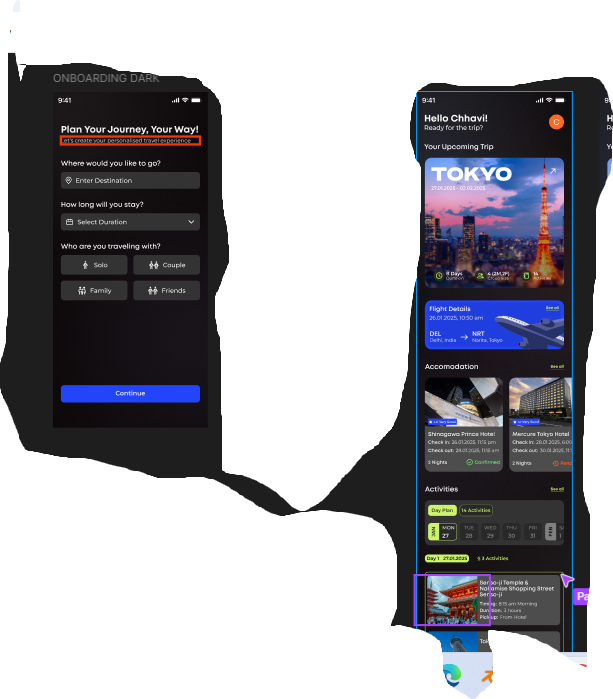 ONBOARDING DARK
9:41
Plan Your Journey, Your Way!
Let's create your personalised travel experience
Where would you like to go?
Enter Destination
How long will you stay?
Select Duration
Who are you traveling with?
Solo
Couple
Family
Friends
Continue
9:41
Hello Chhavi!
C
Ready for the trip?
Your Upcoming Trip
TOKYO
27.01.2025 - 02.02.2025
8 Days
Duration
4 (2M,2F)
14
Activities
Flight Details
See all
26.01 2025, 10:50 am
DEL
NRT
Delhi, India
Narita, Tokyo
Accomodation
See all
Shinagawa Prince Hotel
Check in: 26.01.2025, 11:15 pm
Check out: 28.01.2025, 11:15 am
3 Nights
Confirmed
Mercure Tokyo Hotel
Check in: 28.01.2025, 6:00
Check out: 30.01.2025, 11
2 Nights
Activities
See all
Day Plan
14 Activities
JAN
MON
27
TUE
28
WED
29
THU
30
FRI
31
FEB
1
Day 1 27.01.2025
3 Activities
Senso-ji Temple &
Nakamise Shopping Street
Senso-ji
Timing: 8:15 am Morning
Duration: 3 hours
Pickup: From Hotel
Pa